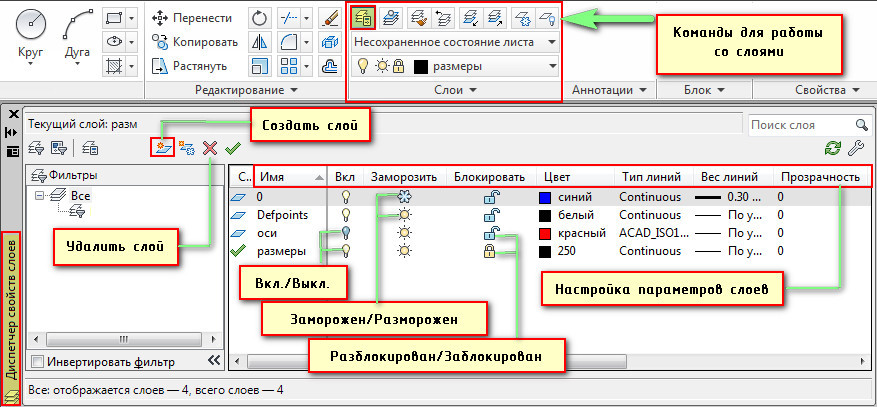 Круг
Дуга
Перенести
Копировать
Растянуть
Редактирование
Несохраненное состояние листа
размеры
Слои
Аннотации
Блок
Свойства
Команды для работы
со слоями
Текущий слой: разм
Создать слой
Поиск слоя
Фильтры
Все
Удалить слой
С.. Имя Вкл Заморозить Блокировать Цвет Тип линий Вес линий Прозрачность
0 синий Continuous 0.30 ... 0
Defpoints белый Continuous По у... 0
оси красный ACAD_ISO1... По у... 0
размеры 250 Continuous По у... 0
Вкл./Выкл.
Настройка параметров слоев
Заморожен/Разморожен
Разблокирован/Заблокирован
Инвертировать фильтр
Диспетчер свойств слоев
Все: отображается слоев — 4, всего слоев — 4